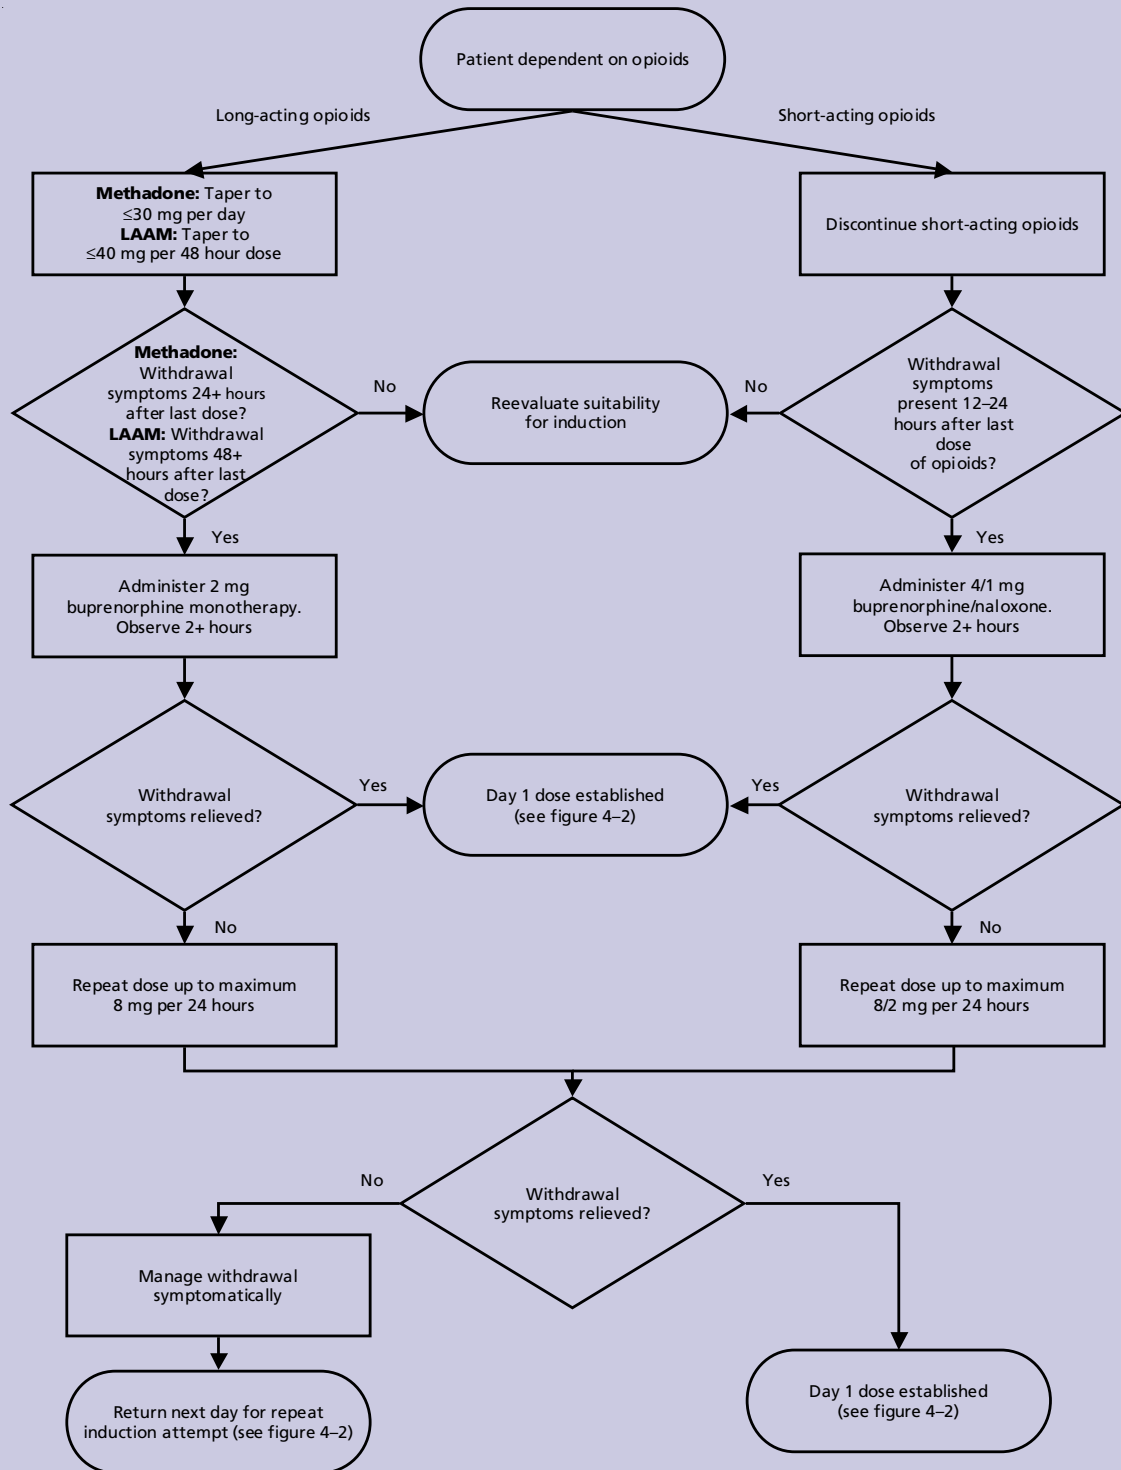 Patient dependent on opioids
Long-acting opioids
Short-acting opioids
Methadone: Taper to
≤30 mg per day
LAAM: Taper to
≤40 mg per 48 hour dose
Discontinue short-acting opioids
Methadone:
Withdrawal
symptoms 24+ hours
after last dose?
LAAM: Withdrawal
symptoms 48+
hours after last
dose?
No
Reevaluate suitability
for induction
No
Withdrawal
symptoms
present 12–24
hours after last
dose
of opioids?
Yes
Yes
Administer 2 mg
buprenorphine monotherapy.
Observe 2+ hours
Administer 4/1 mg
buprenorphine/naloxone.
Observe 2+ hours
Withdrawal
symptoms relieved?
Yes
Day 1 dose established
(see figure 4–2)
Yes
Withdrawal
symptoms relieved?
No
No
Repeat dose up to maximum
8 mg per 24 hours
Repeat dose up to maximum
8/2 mg per 24 hours
No
Withdrawal
symptoms relieved?
Yes
Manage withdrawal
symptomatically
Return next day for repeat
induction attempt (see figure 4–2)
Day 1 dose established
(see figure 4–2)